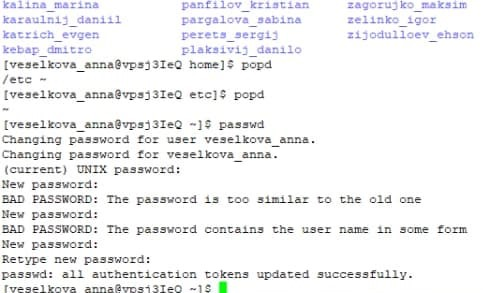 kalina_marina panfilov_kristian zagorujko_maksim
karaulnij_daniil pargalova_sabina zelinko_igor
katrich_evgen perets_sergij zijodulloev_ehson
kebap_dmitro plaksivij_danilo
[veselkova_anna@vpsj3IeQ home]$ popd
/etc ~
[veselkova_anna@vpsj3IeQ etc]$ popd
~
[veselkova_anna@vpsj3IeQ ~]$ passwd
Changing password for user veselkova_anna.
Changing password for veselkova_anna.
(current) UNIX password:
New password:
BAD PASSWORD: The password is too similar to the old one
New password:
BAD PASSWORD: The password contains the user name in some form
New password:
Retype new password:
passwd: all authentication tokens updated successfully.
[veselkova_anna@vpsj3IeQ ~]$